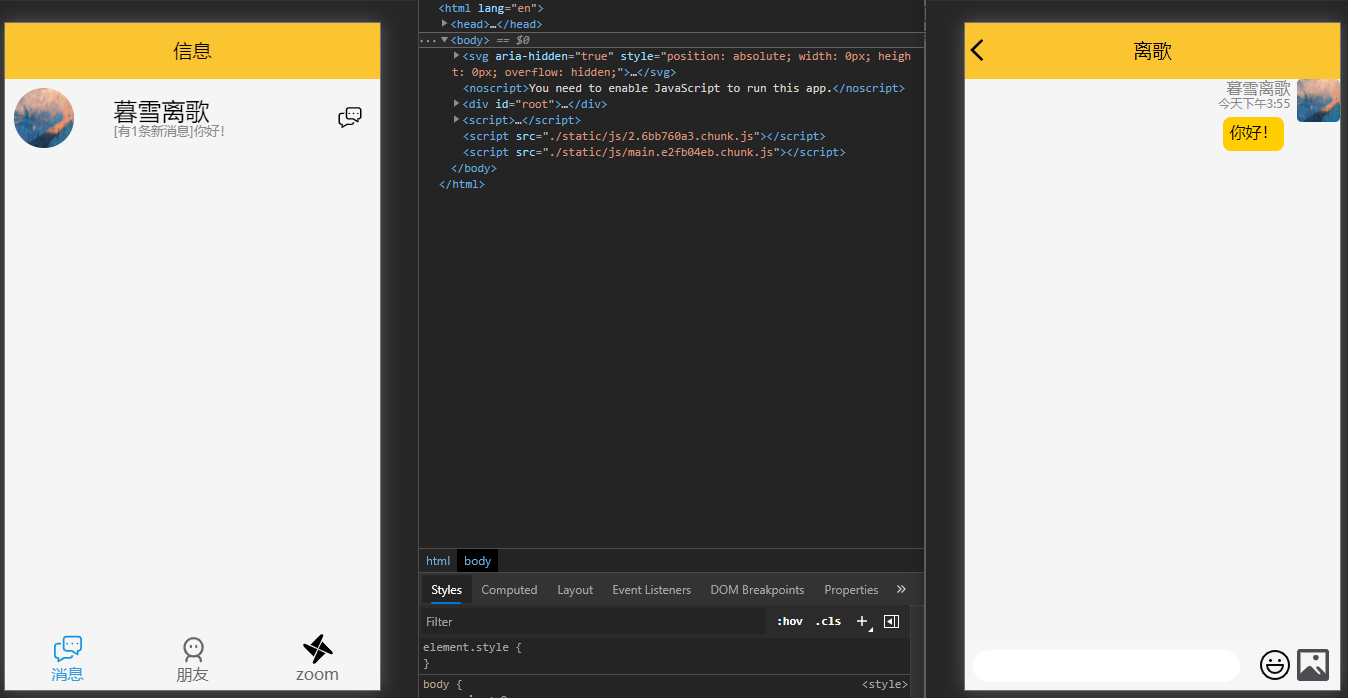 信息
暮雪离歌
[有1条新消息]你好！
消息
朋友
zoom
<html lang="en">
<head>…</head>
<body> == $0
<svg aria-hidden="true" style="position: absolute; width: 0px; heigh
t: 0px; overflow: hidden;">…</svg>
<noscript>You need to enable JavaScript to run this app.</noscript>
<div id="root">…</div>
<script>…</script>
<script src="./static/js/2.6bb760a3.chunk.js"></script>
<script src="./static/js/main.e2fb04eb.chunk.js"></script>
</body>
</html>
html body
Styles Computed Layout Event Listeners DOM Breakpoints Properties »
Filter :hov .cls +
element.style {
}
body { <style>
离歌
暮雪离歌
今天下午3:55
你好！